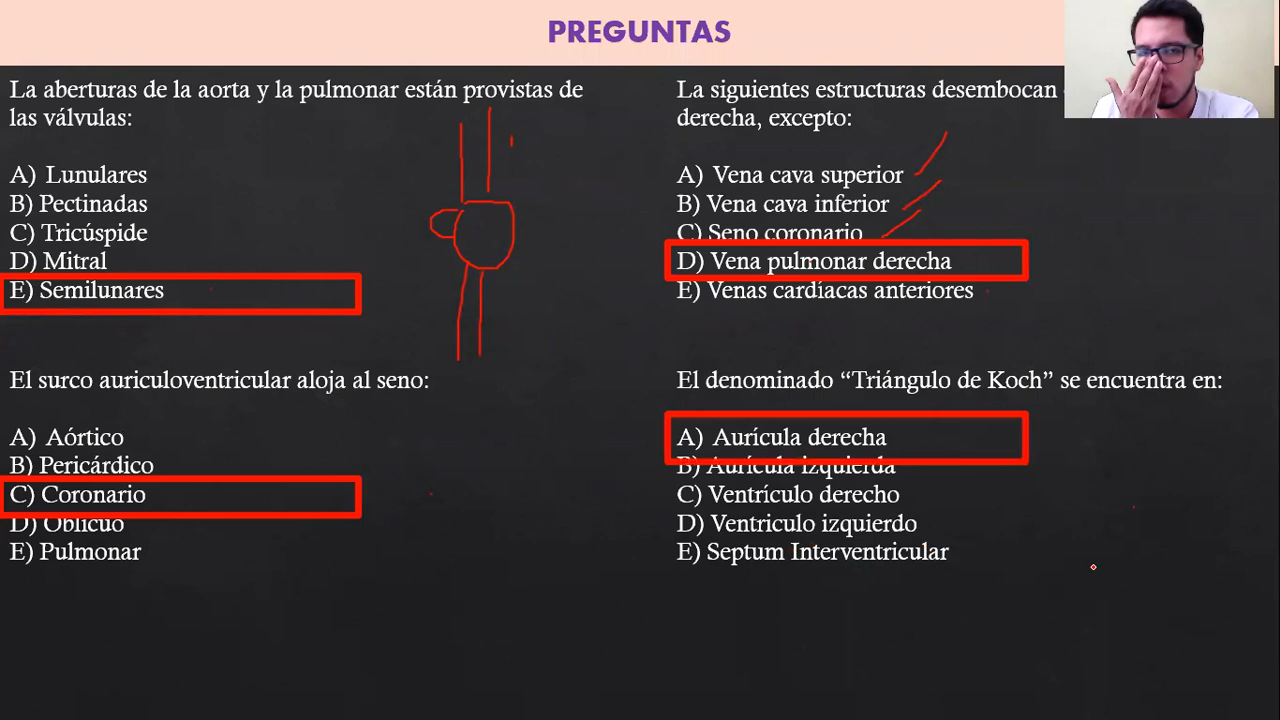 PREGUNTAS
La aberturas de la aorta y la pulmonar están provistas de
las válvulas:
A) Lunulares
B) Pectinadas
C) Tricúspide
D) Mitral
E) Semilunares
La siguientes estructuras desembocan
derecha, excepto:
A) Vena cava superior
B) Vena cava inferior
C) Seno coronario
D) Vena pulmonar derecha
E) Venas cardíacas anteriores
El surco auriculoventricular aloja al seno:
A) Aórtico
B) Pericárdico
C) Coronario
D) Oblicuo
E) Pulmonar
El denominado “Triángulo de Koch” se encuentra en:
A) Aurícula derecha
B) Aurícula izquierda
C) Ventrículo derecho
D) Ventriculo izquierdo
E) Septum Interventricular